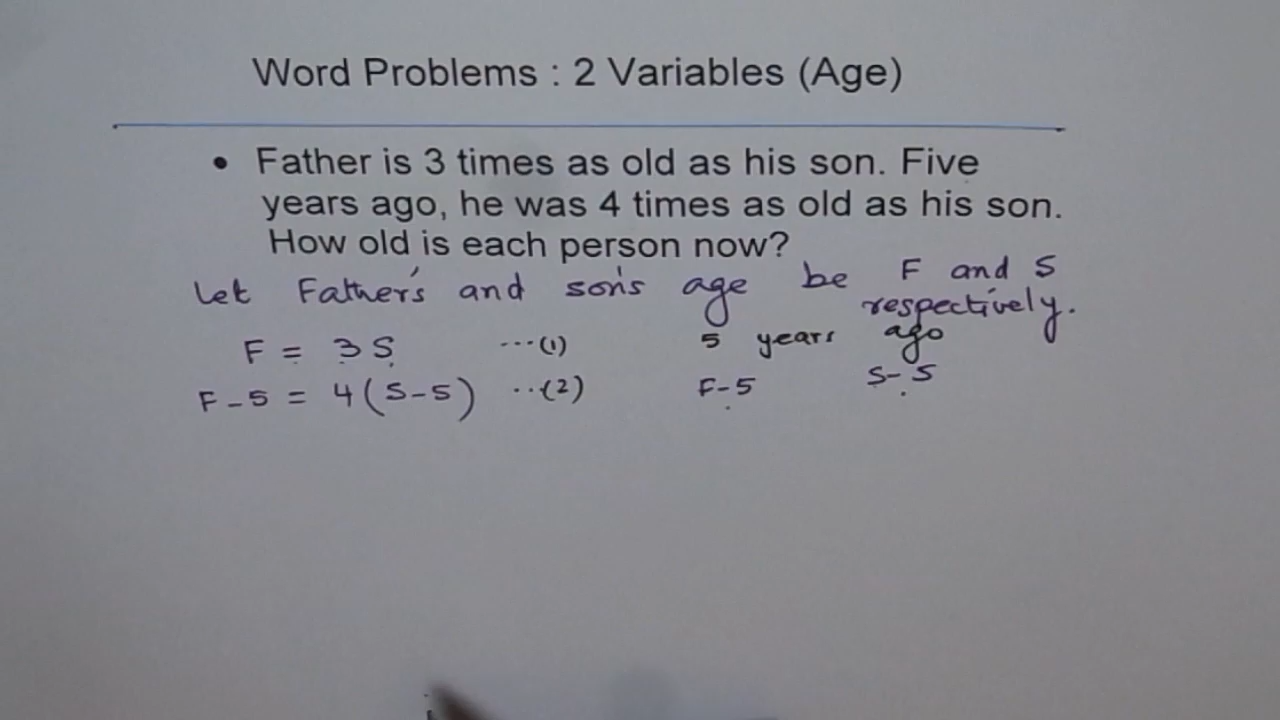 Word Problems : 2 Variables (Age)
• Father is 3 times as old as his son. Five
years ago, he was 4 times as old as his son.
How old is each person now?
Let Father's and son's age be F and S
respectively.
F = 3S ...(1) 5 years ago
F-5 = 4(S-5) ..(2) F-5 S-5